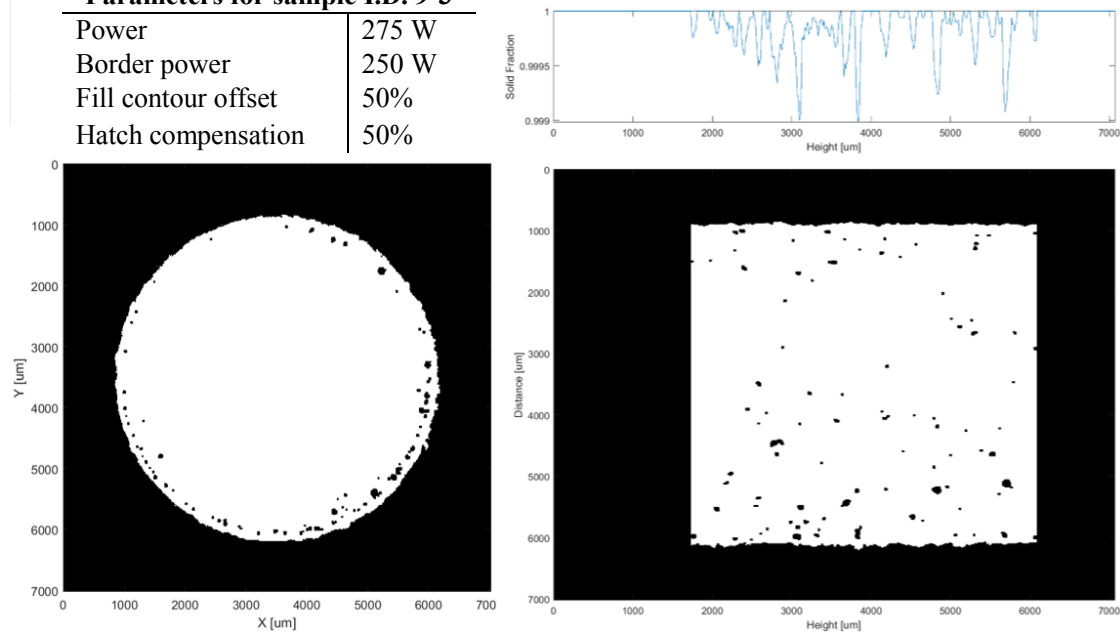 Parameters for sample I.D. 9-3
Power 275 W
Border power 250 W
Fill contour offset 50%
Hatch compensation 50%
Solid Fraction
1
0.9995
0.999
0 1000 2000 3000 4000 5000 6000 7000
Height [um]
Y [um]
0
1000
2000
3000
4000
5000
6000
7000
0 1000 2000 3000 4000 5000 6000 700
X [um]
Distance [um]
0
1000
2000
3000
4000
5000
6000
7000
0 1000 2000 3000 4000 5000 6000 7000
Height [um]